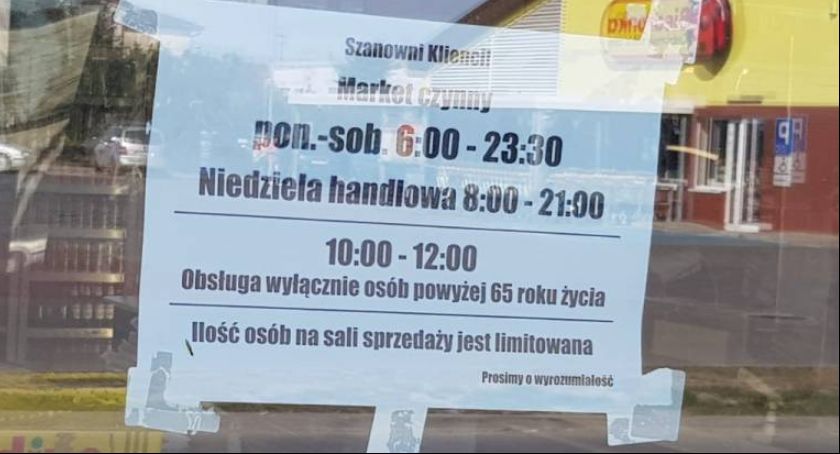 Szanowni Klienci!
Market czynny
pon.-sob. 6:00 - 23:30
Niedziela handlowa 8:00 - 21:00
10:00 - 12:00
Obsługa wyłącznie osób powyżej 65 roku życia
Ilość osób na sali sprzedaży jest limitowana
Prosimy o wyrozumiałość